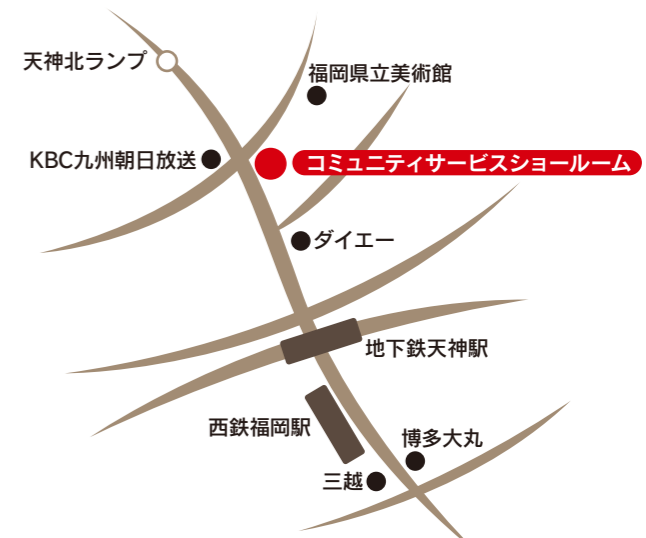 天神北ランプ
福岡県立美術館
KBC九州朝日放送
コミュニティサービスショールーム
ダイエー
地下鉄天神駅
西鉄福岡駅
博多大丸
三越